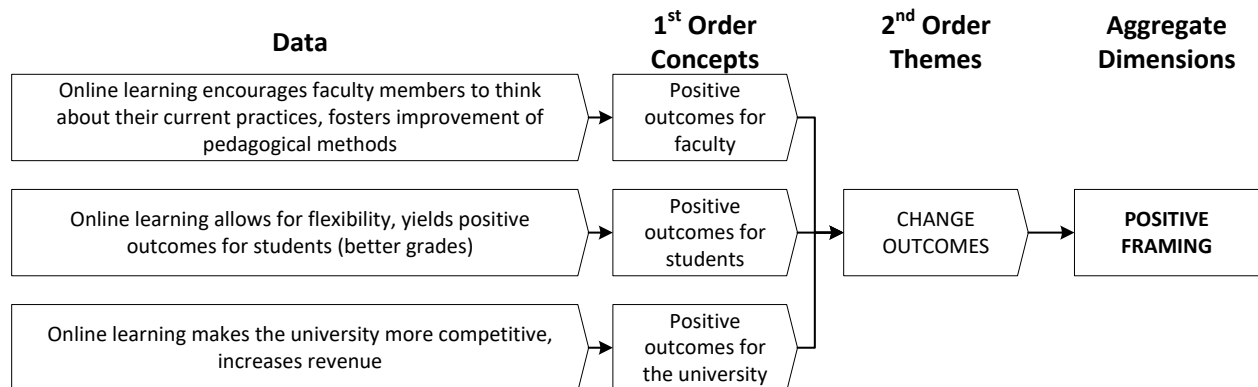 Data
1st Order
Concepts
2nd Order
Themes
Aggregate
Dimensions
Online learning encourages faculty members to think
about their current practices, fosters improvement of
pedagogical methods
Positive
outcomes for
faculty
Online learning allows for flexibility, yields positive
outcomes for students (better grades)
Positive
outcomes for
students
CHANGE
OUTCOMES
POSITIVE
FRAMING
Online learning makes the university more competitive,
increases revenue
Positive
outcomes for
the university